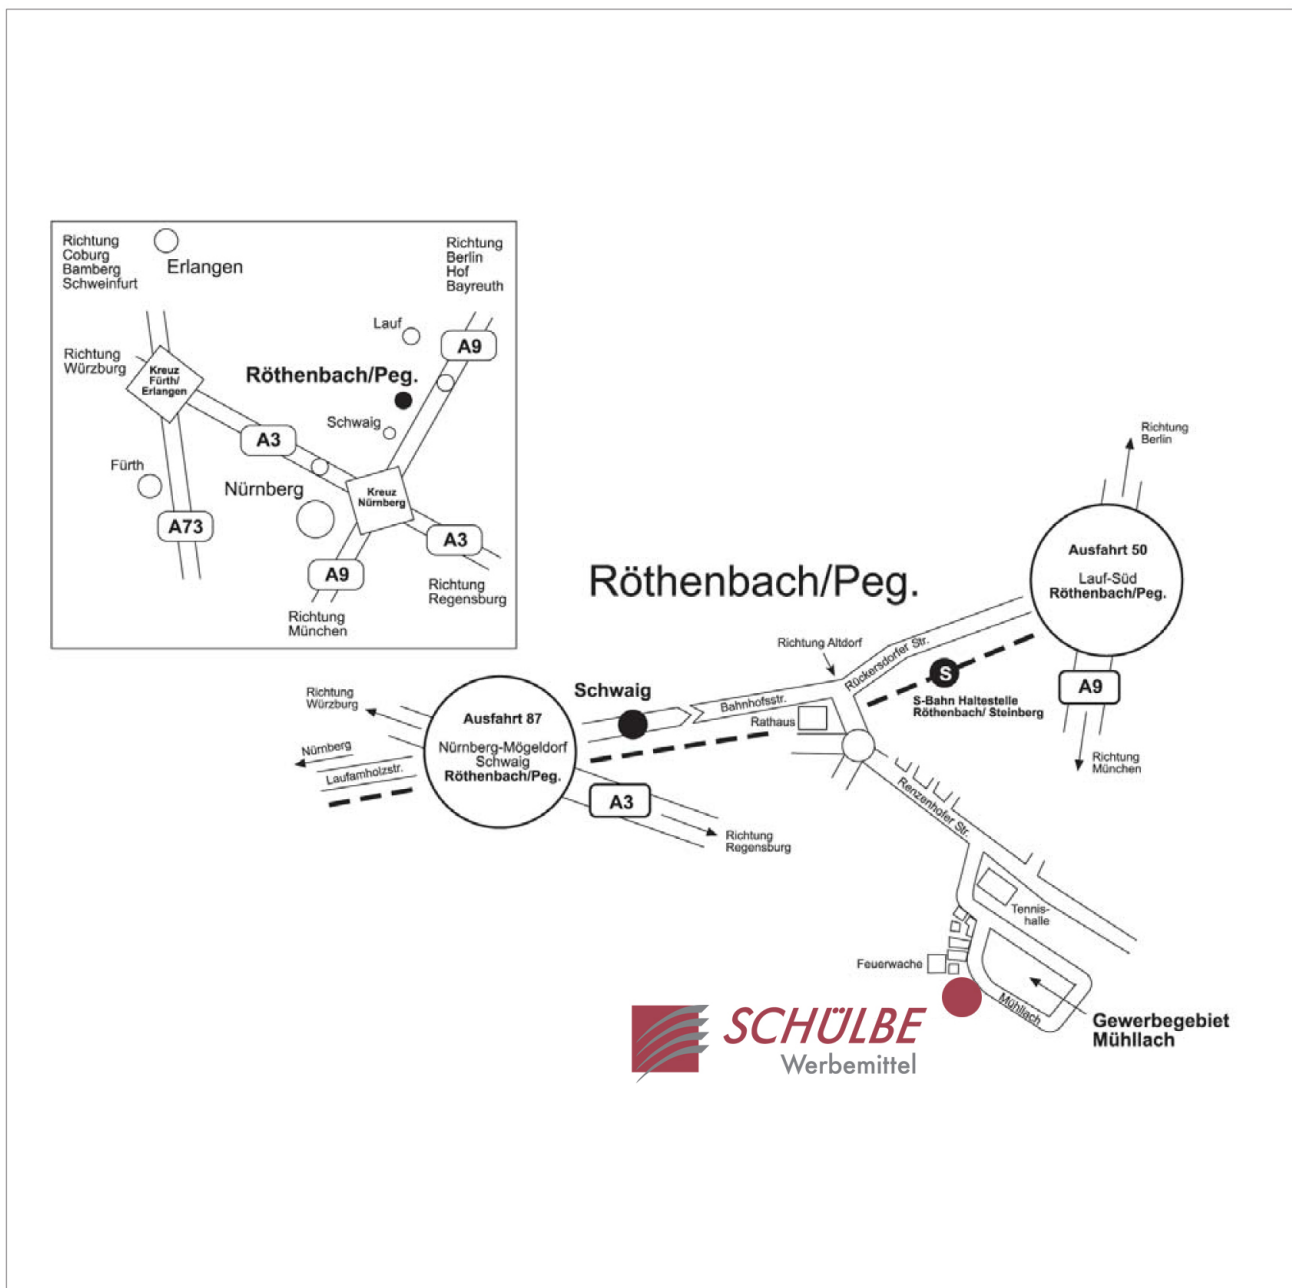 Richtung
Coburg
Bamberg
Schweinfurt
Erlangen
Richtung
Berlin
Hof
Bayreuth
Lauf
A9
Richtung
Würzburg
Kreuz
Fürth/
Erlangen
Röthenbach/Peg.
Schwaig
A3
Fürth
Nürnberg
Kreuz
Nürnberg
A73
A3
A9
Richtung
Regensburg
Richtung
München
Richtung
Berlin
Ausfahrt 50
Lauf-Süd
Röthenbach/Peg.
Röthenbach/Peg.
Richtung Altdorf
Rückersdorfer Str.
S
S-Bahn Haltestelle
Röthenbach/ Steinberg
A9
Richtung
München
Schwaig
Bahnhofsstr.
Rathaus
Richtung
Würzburg
Ausfahrt 87
Nürnberg-Mögeldorf
Schwaig
Röthenbach/Peg.
Nürnberg
Laufamholzstr.
A3
Richtung
Regensburg
Renzenhofer Str.
Tennis-
halle
Feuerwache
Mühllach
Gewerbegebiet
Mühllach
SCHÜLBE
Werbemittel